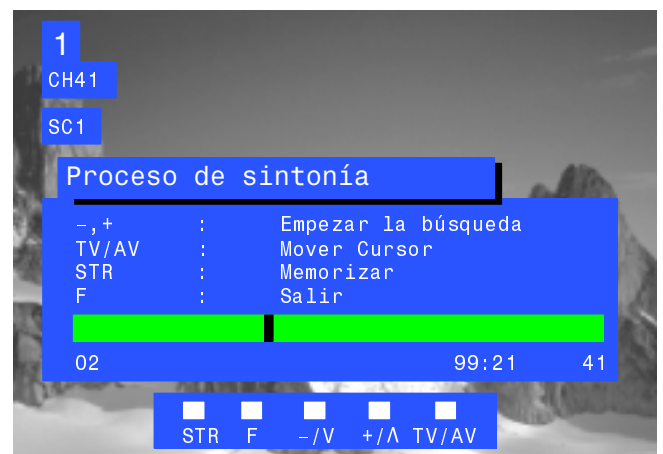 1
CH41
SC1
Proceso de sintonía
–,+ : Empezar la búsqueda
TV/AV : Mover Cursor
STR : Memorizar
F : Salir
02 99:21 41
STR F –/V +/Λ TV/AV